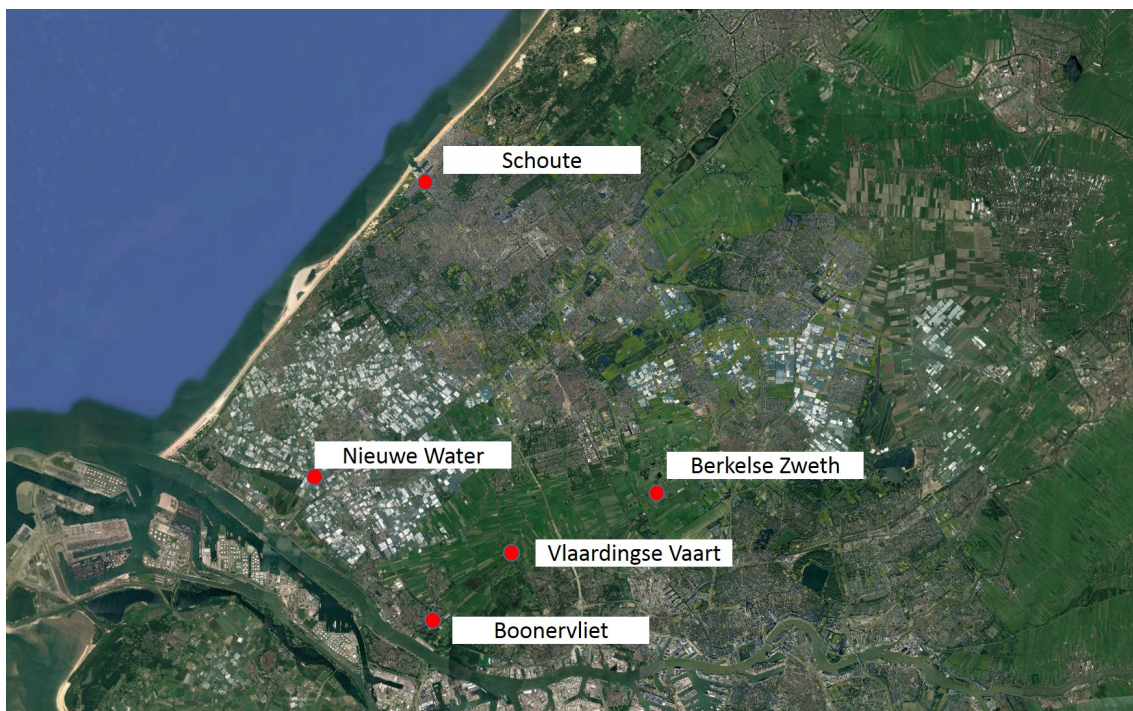 Schoute
Nieuwe Water
Berkelse Zweth
Vlaardingse Vaart
Boonervliet